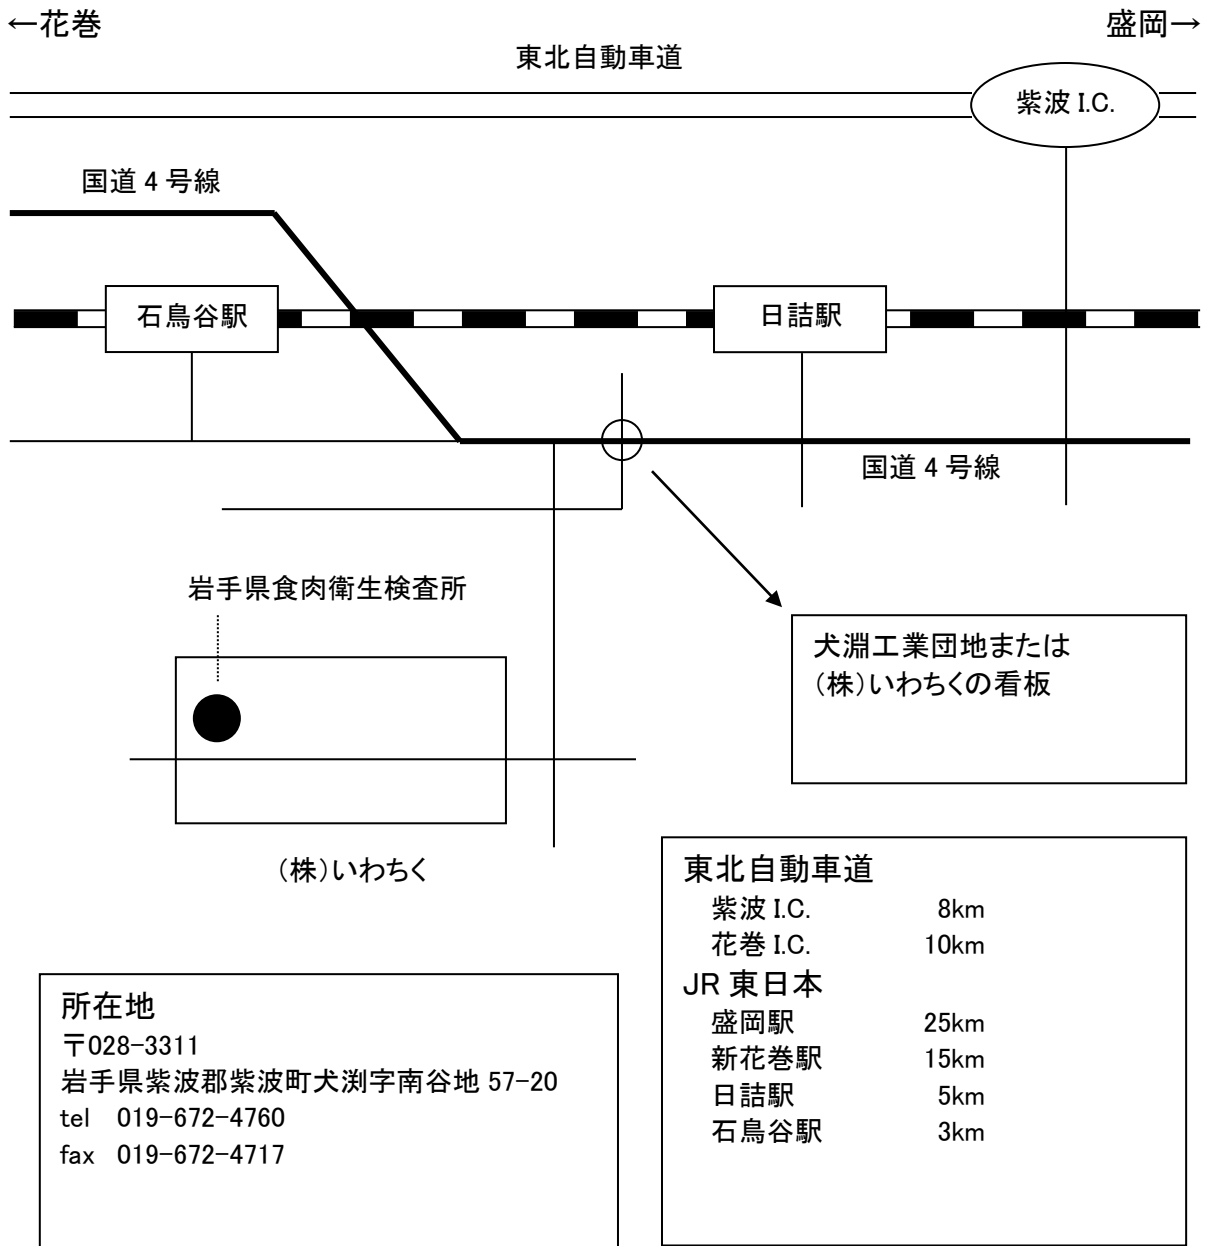 ←花巻
盛岡→
東北自動車道
紫波 I.C.
国道 4 号線
石鳥谷駅
日詰駅
国道 4 号線
岩手県食肉衛生検査所
犬淵工業団地または
（株）いわちくの看板
（株）いわちく
東北自動車道
紫波 I.C. 8km
花巻 I.C. 10km
JR 東日本
盛岡駅 25km
新花巻駅 15km
日詰駅 5km
石鳥谷駅 3km
所在地
〒028-3311
岩手県紫波郡紫波町犬渕字南谷地 57-20
tel 019-672-4760
fax 019-672-4717